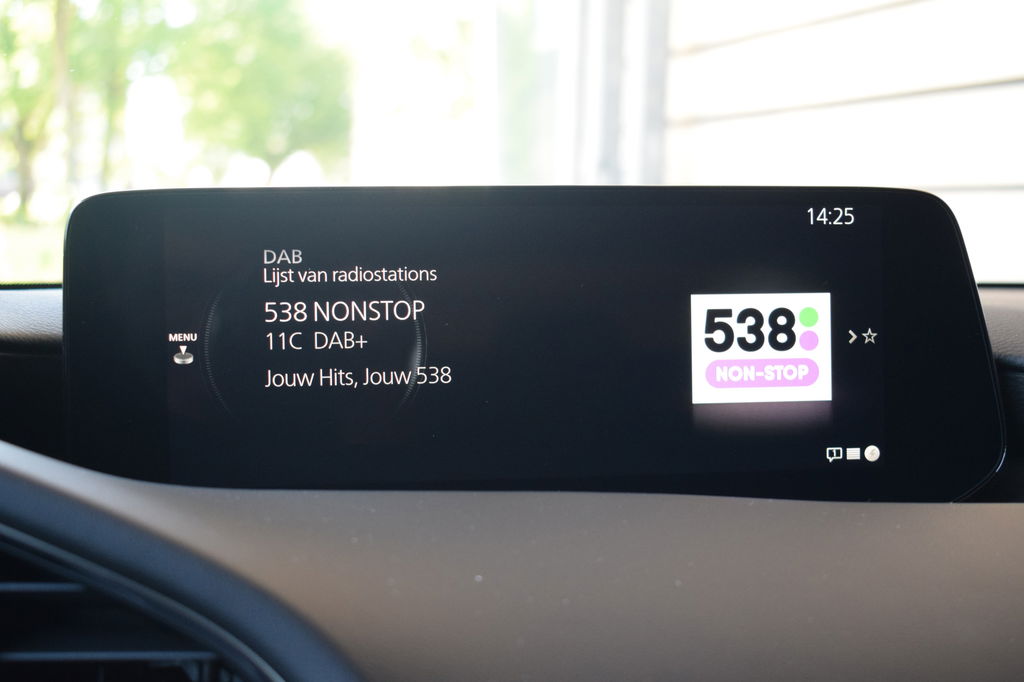 14:25
DAB
Lijst van radiostations
538 NONSTOP
11C DAB+
Jouw Hits, Jouw 538
MENU
538
NON-STOP